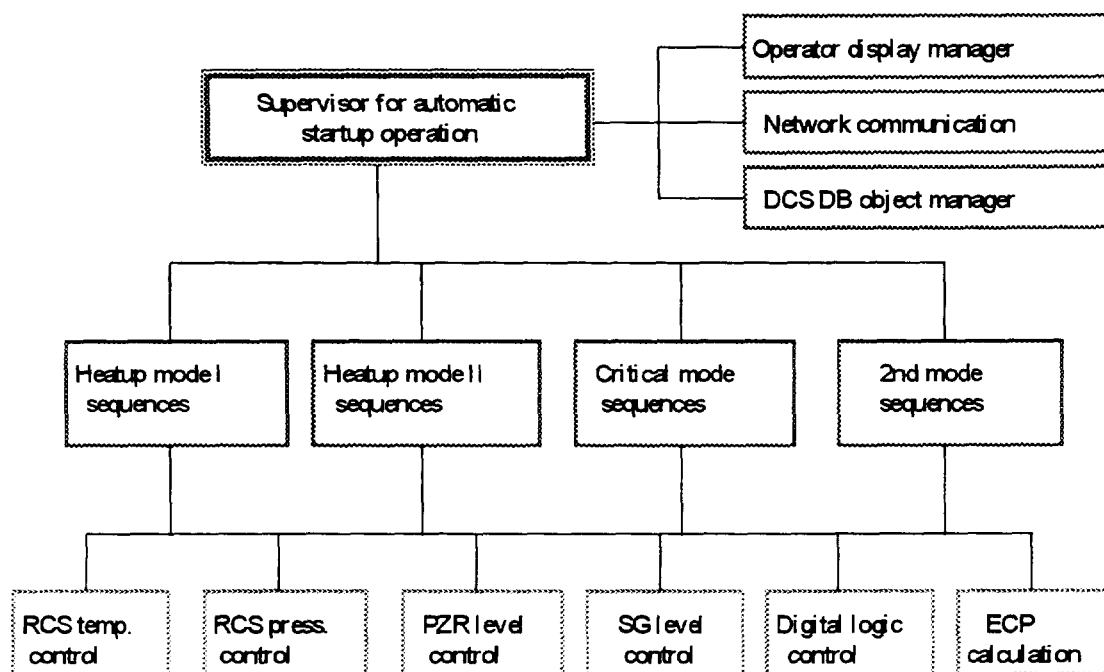 Operator display manager
Supervisor for automatic
startup operation
Network communication
DCS DB object manager
Heatup mode I
sequences
Heatup mode II
sequences
Critical mode
sequences
2nd mode
sequences
RCS temp.
control
RCS press.
control
PZR level
control
SG level
control
Digital logic
control
ECP
calculation